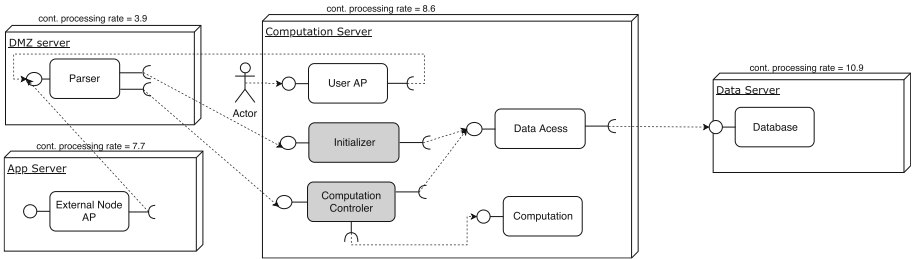 cont. processing rate = 3.9
DMZ server
Parser
cont. processing rate = 7.7
App Server
External Node
AP
Actor
cont. processing rate = 8.6
Computation Server
User AP
Initializer
Computation
Controler
Data Acess
Computation
cont. processing rate = 10.9
Data Server
Database